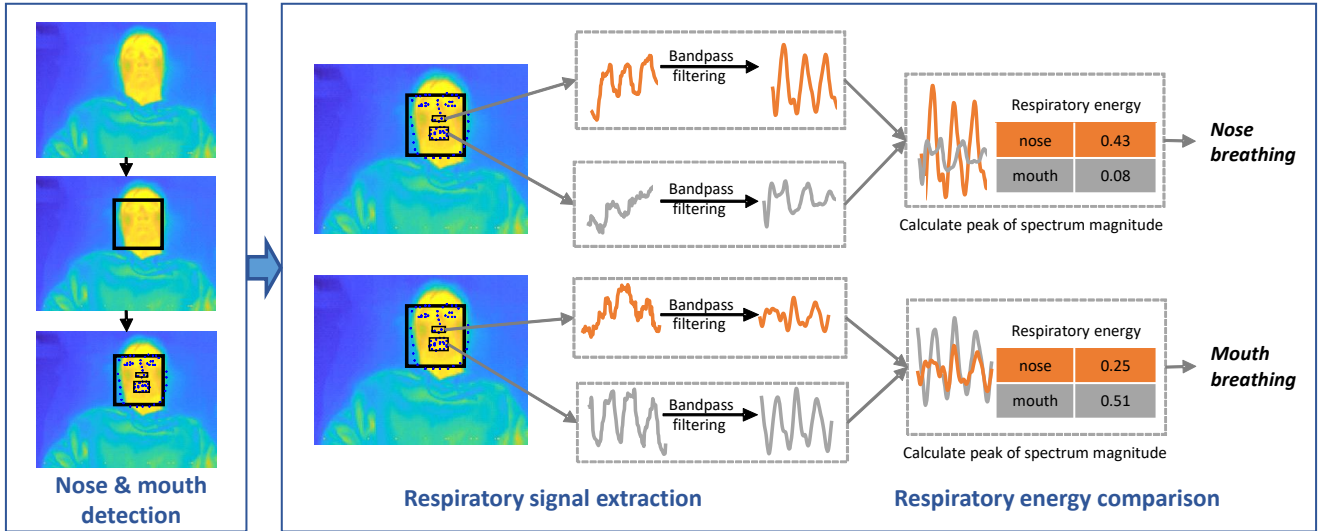 Bandpass
filtering
Bandpass
filtering
Respiratory energy
nose 0.43
mouth 0.08
Calculate peak of spectrum magnitude
Nose
breathing
Bandpass
filtering
Bandpass
filtering
Respiratory energy
nose 0.25
mouth 0.51
Calculate peak of spectrum magnitude
Mouth
breathing
Nose & mouth
detection
Respiratory signal extraction
Respiratory energy comparison